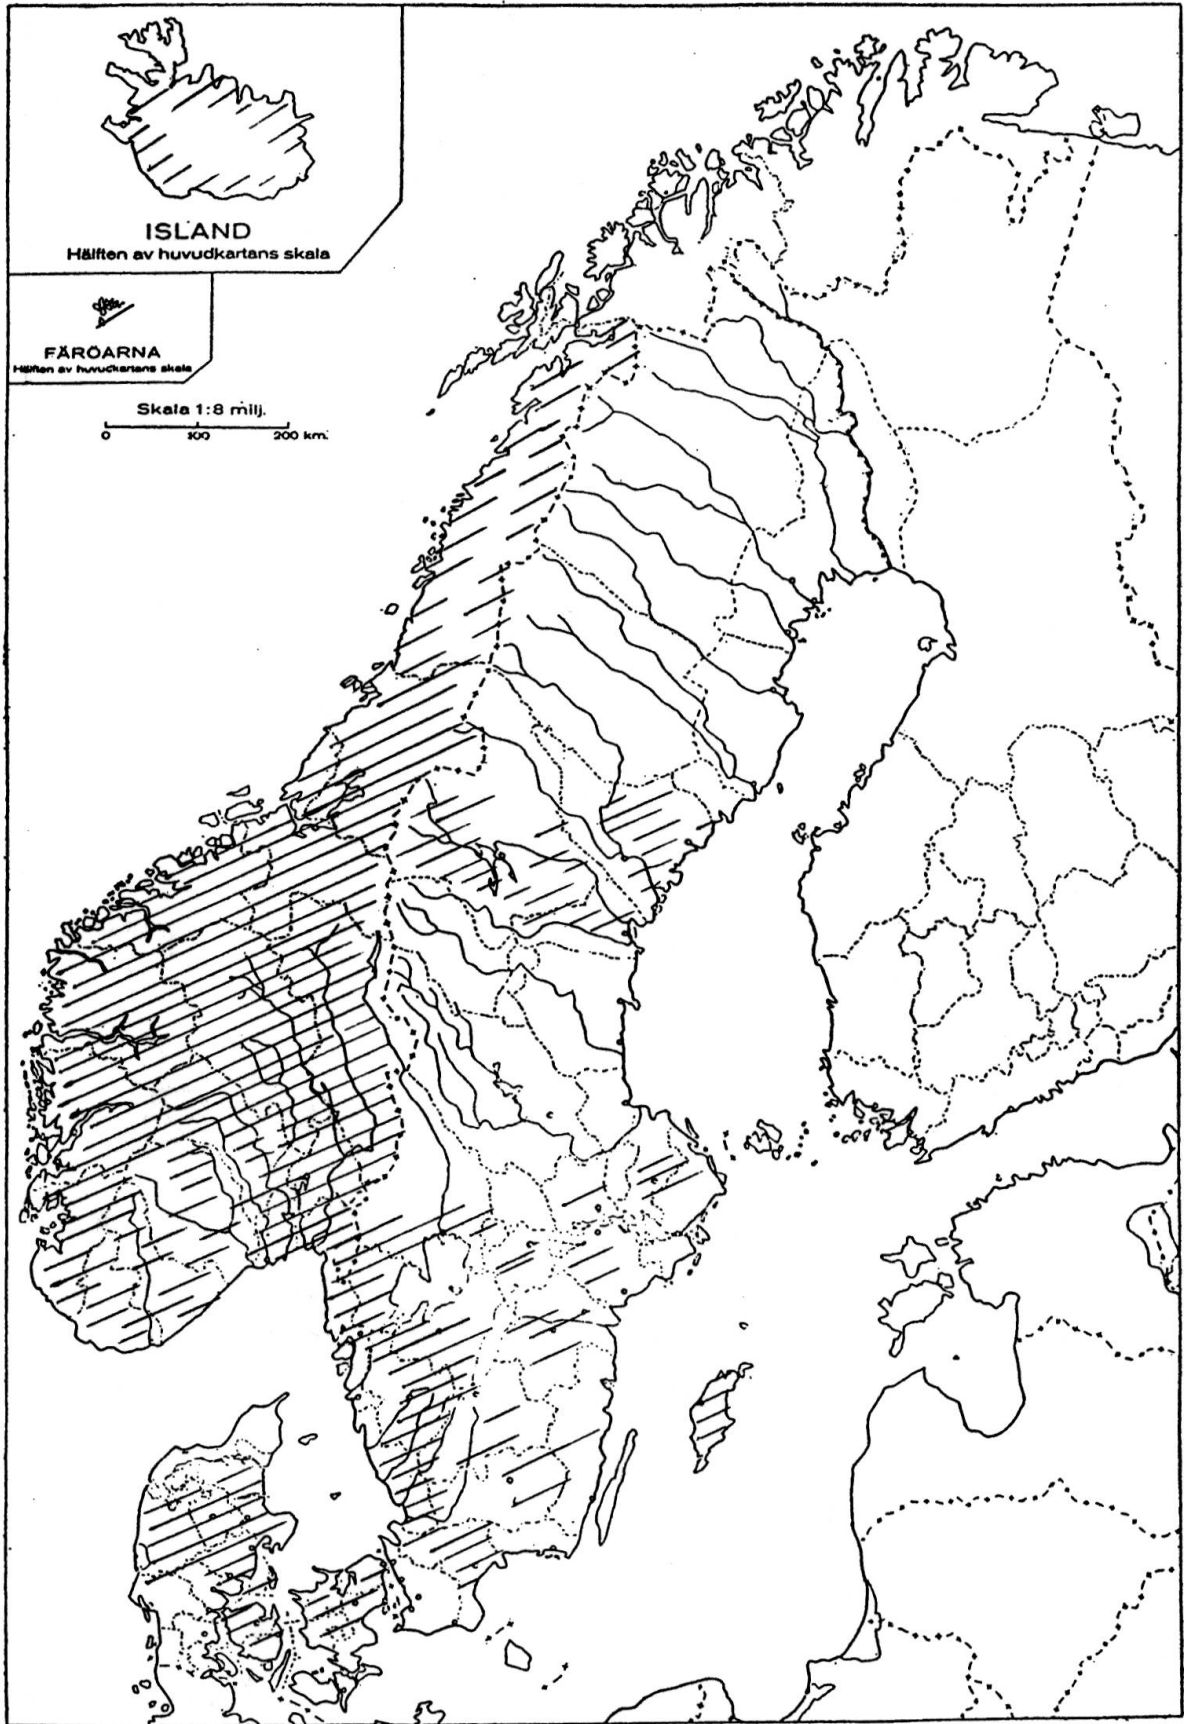 ISLAND
Hälften av huvudkartans skala
FÄRÖARNA
Hälften av huvudkartans skala
Skala 1:8 milj.
0 100 200 km.